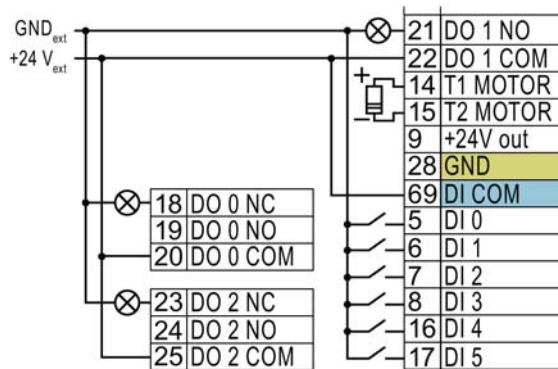 GND ext
+24 V ext
21 DO 1 NO
22 DO 1 COM
+
14 T1 MOTOR
–
15 T2 MOTOR
9 +24V out
28 GND
69 DI COM
5 DI 0
6 DI 1
7 DI 2
8 DI 3
16 DI 4
17 DI 5
18 DO 0 NC
19 DO 0 NO
20 DO 0 COM
23 DO 2 NC
24 DO 2 NO
25 DO 2 COM